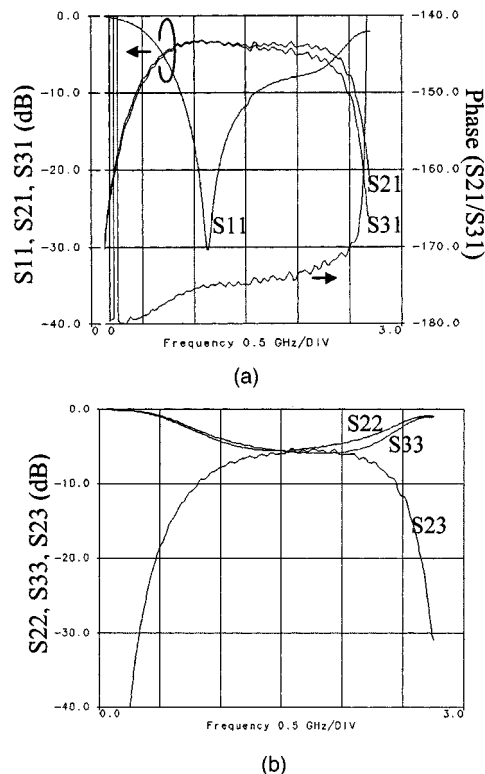 S11, S21, S31 (dB)
0.0
-10.0
-20.0
-30.0
-40.0
-140.0
-150.0
-160.0
-170.0
-180.0
Phase (S21/S31)
S11
S21
S31
0.0
3.0
Frequency 0.5 GHz/DIV
(a)
S22, S33, S23 (dB)
0.0
-10.0
-20.0
-30.0
-40.0
S22
S33
S23
0.0
3.0
Frequency 0.5 GHz/DIV
(b)